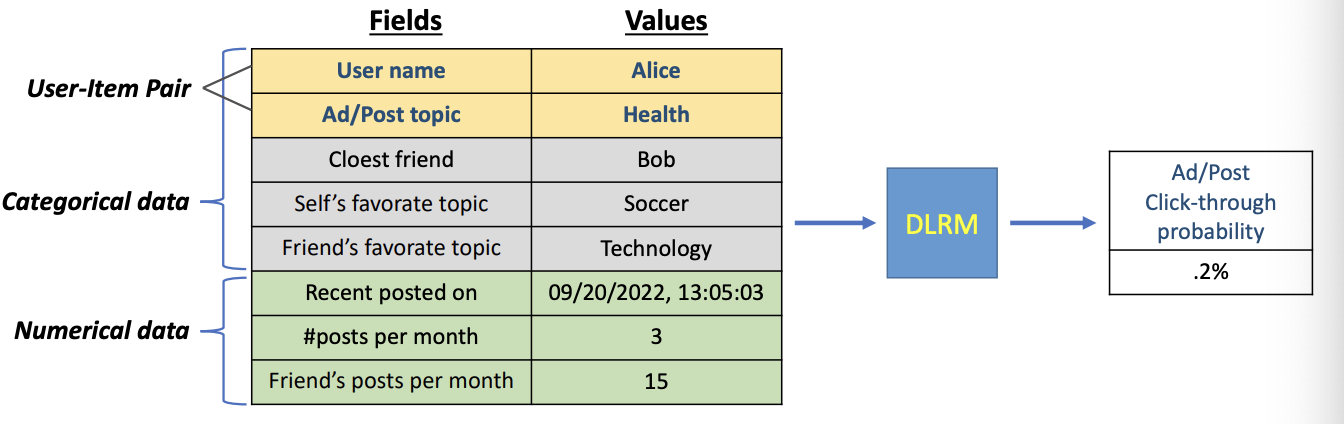 Fields Values
User-Item Pair
User name Alice
Ad/Post topic Health
Categorical data
Cloest friend Bob
Self's favorate topic Soccer
Friend's favorate topic Technology
Numerical data
Recent posted on 09/20/2022, 13:05:03
#posts per month 3
Friend's posts per month 15
DLRM
Ad/Post
Click-through
probability
.2%